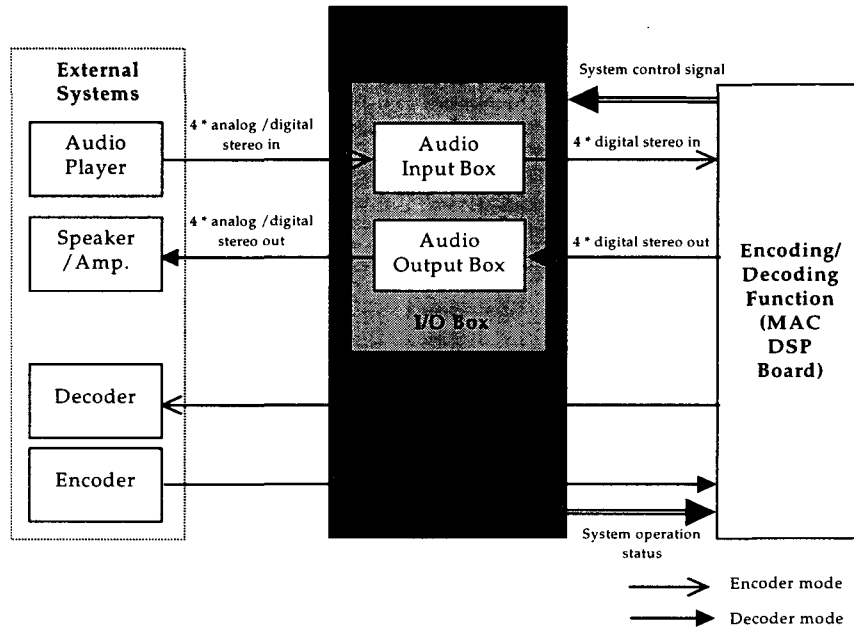 System control signal
External
Systems
4 * analog /digital
stereo in
Audio
Player
Audio
Input Box
4 * digital stereo in
4 * analog /digital
stereo out
Speaker
/Amp.
Audio
Output Box
4 * digital stereo out
I/O Box
Encoding/
Decoding
Function
(MAC
DSP
Board)
Decoder
Encoder
System operation
status
Encoder mode
Decoder mode